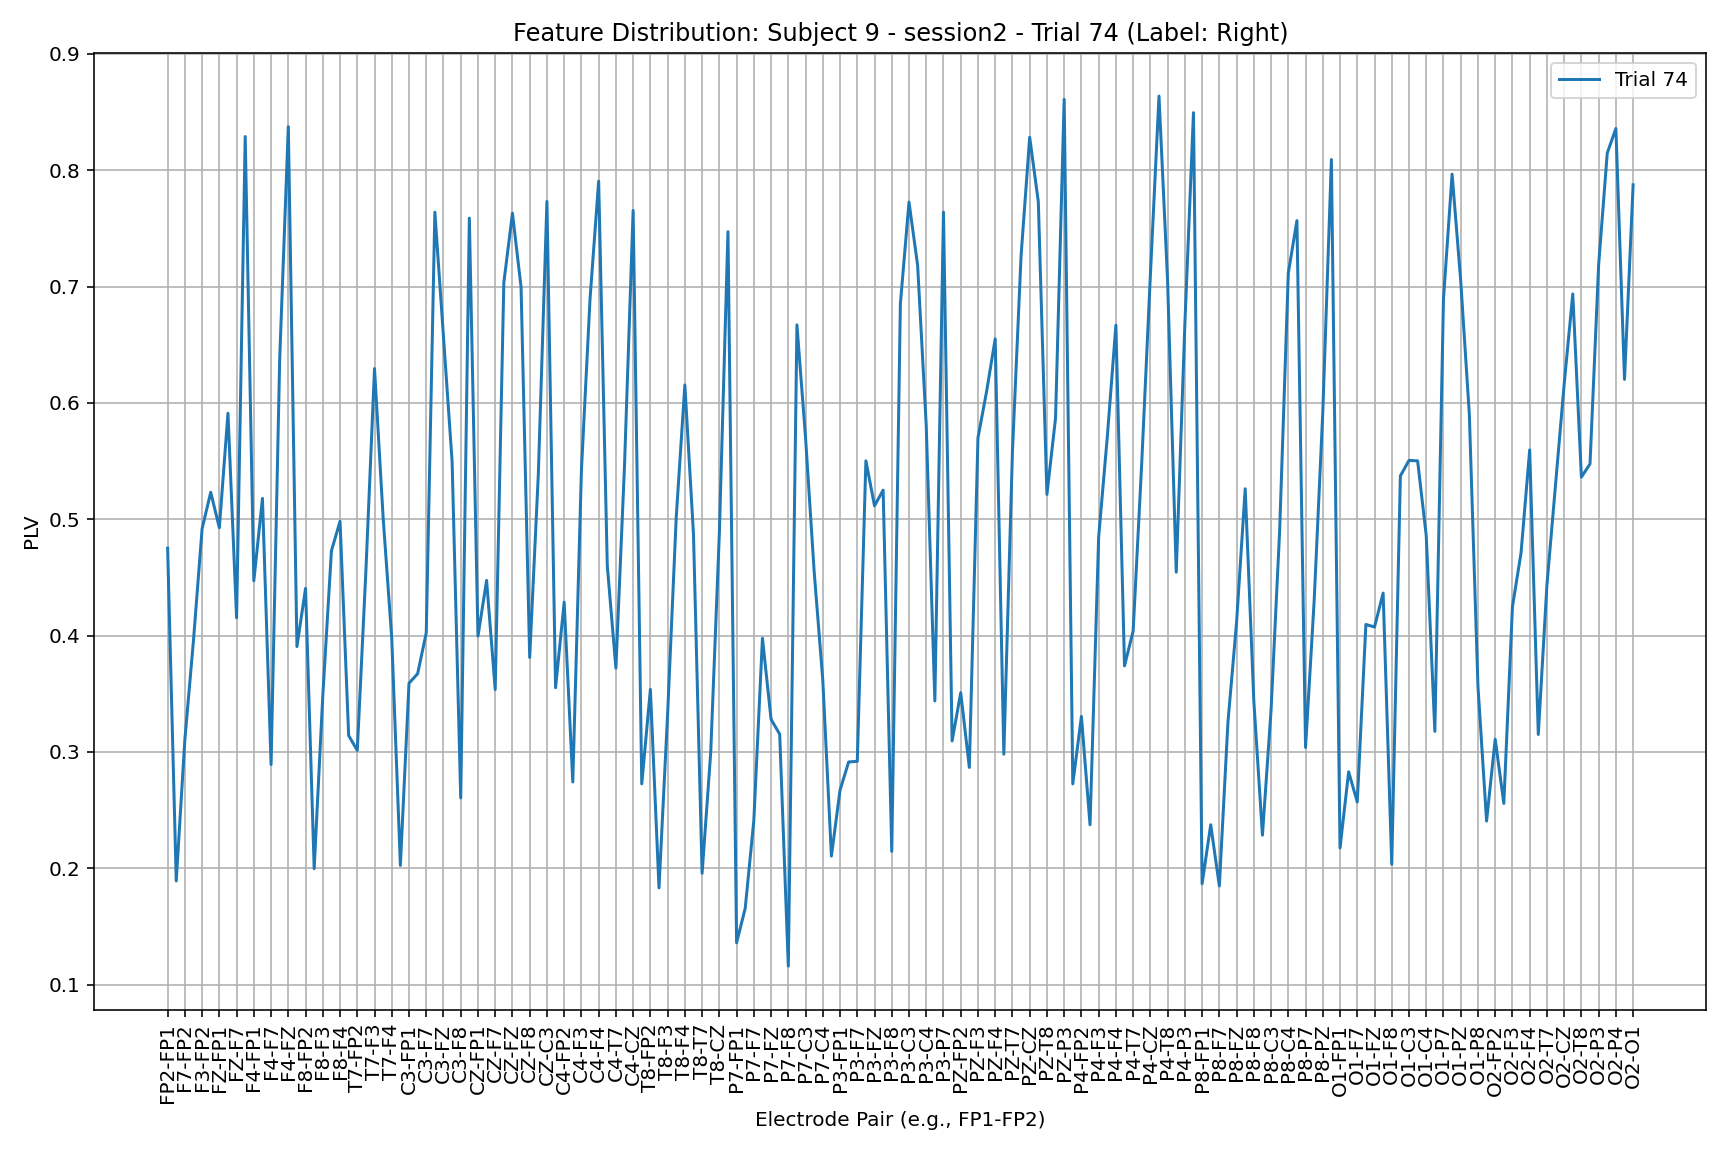 Feature Distribution: Subject 9 - session2 - Trial 74 (Label: Right)
Trial 74
PLV
0.9
0.8
0.7
0.6
0.5
0.4
0.3
0.2
0.1
FP2-FP1
F7-FP2
F3-FP2
FZ-FP1
FZ-F7
F4-FP1
F4-F7
F4-FZ
F8-FP2
F8-F3
F8-F4
T7-FP2
T7-F3
T7-F4
C3-FP1
C3-F7
C3-FZ
C3-F8
CZ-FP1
CZ-F7
CZ-FZ
CZ-F8
CZ-C3
C4-FP2
C4-F3
C4-F4
C4-T7
C4-CZ
T8-FP2
T8-F3
T8-F4
T8-T7
T8-CZ
P7-FP1
P7-F7
P7-FZ
P7-F8
P7-C3
P7-C4
P3-FP1
P3-F7
P3-FZ
P3-F8
P3-C3
P3-C4
P3-P7
PZ-FP2
PZ-F3
PZ-F4
PZ-T7
PZ-CZ
PZ-T8
PZ-P3
P4-FP2
P4-F3
P4-F4
P4-T7
P4-CZ
P4-T8
P4-P3
P8-FP1
P8-F7
P8-FZ
P8-F8
P8-C3
P8-C4
P8-P7
P8-PZ
O1-FP1
O1-F7
O1-FZ
O1-F8
O1-C3
O1-C4
O1-P7
O1-PZ
O1-P8
O2-FP2
O2-F3
O2-F4
O2-T7
O2-CZ
O2-T8
O2-P3
O2-P4
O2-O1
Electrode Pair (e.g., FP1-FP2)